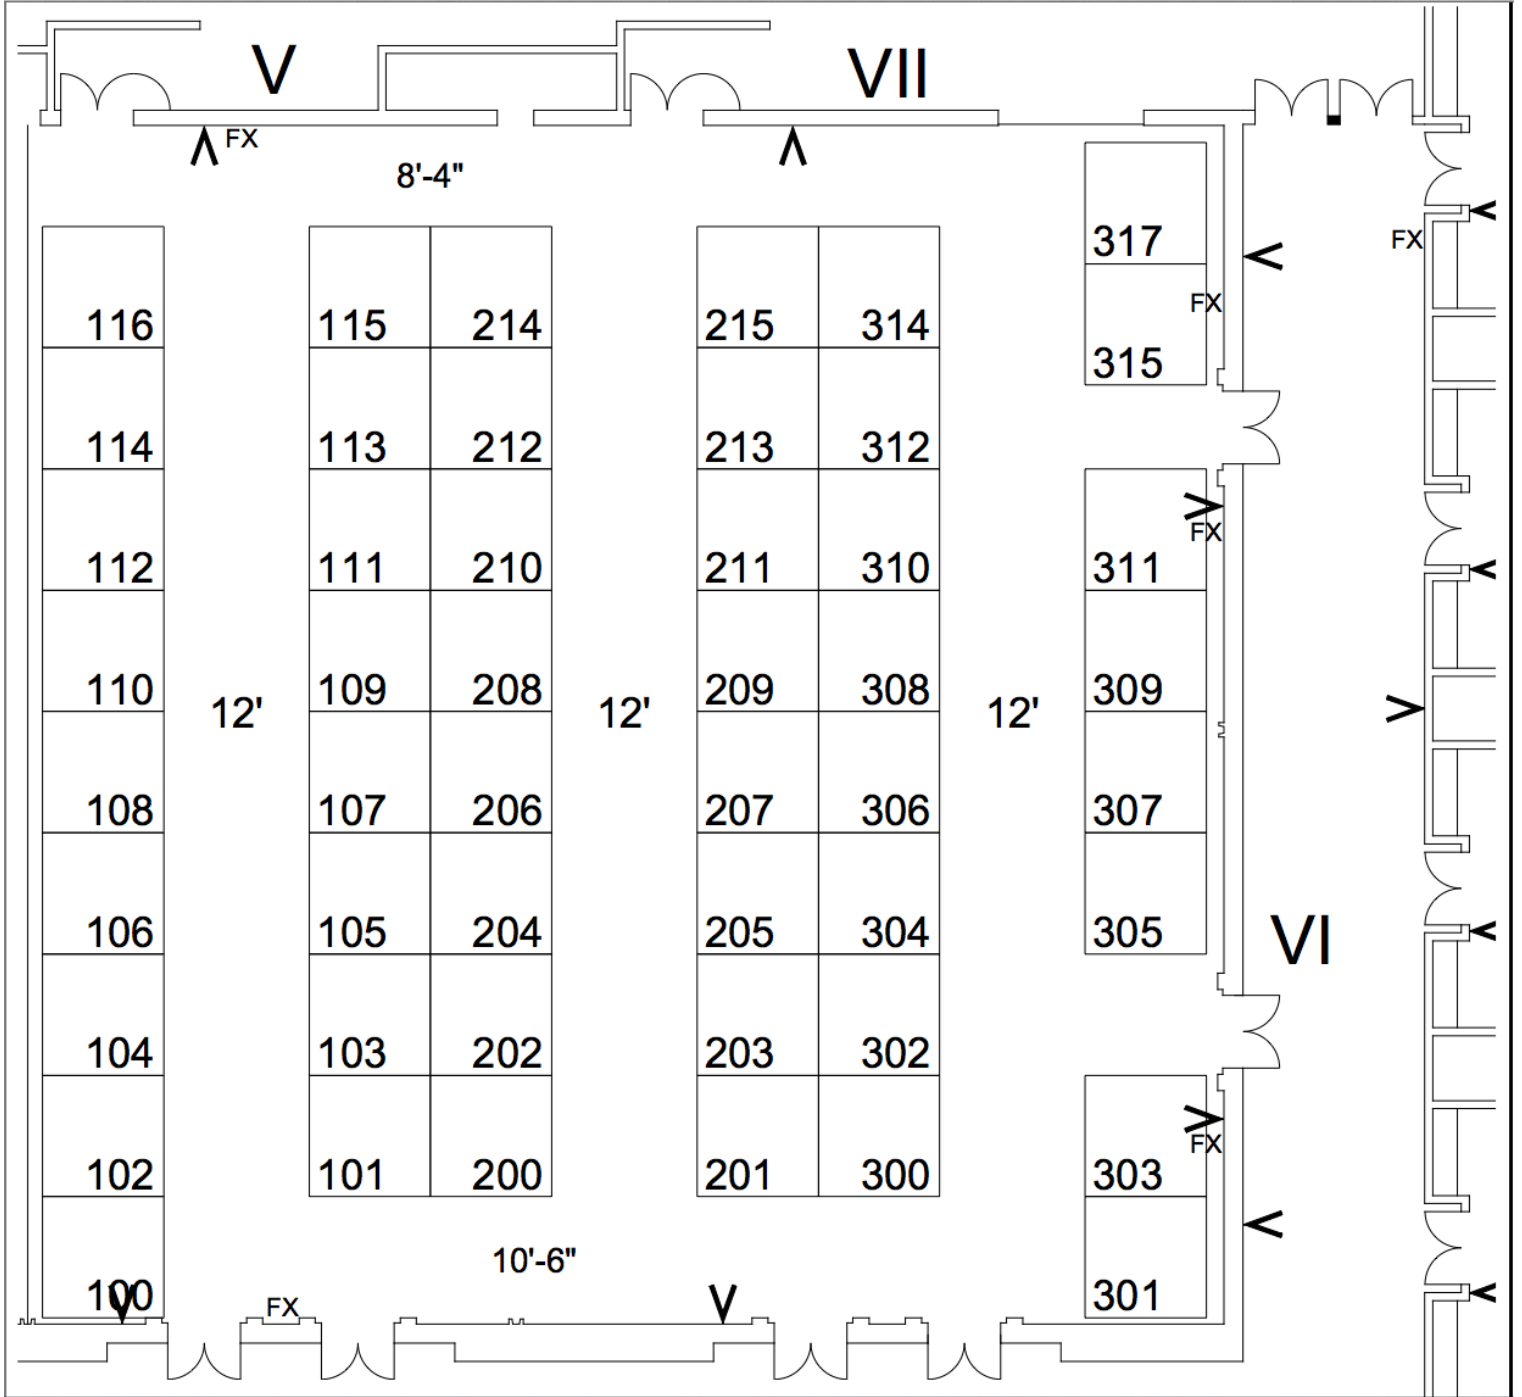 V VII
FX
8'-4"
317
FX
FX
315
116 115 214 215 314
114 113 212 213 312
FX
112 111 210 211 310 311
110 109 208 209 308 309
12' 12' 12'
108 107 206 207 306 307
106 105 204 205 304 305
VI
104 103 202 203 302
FX
102 101 200 201 300 303
10'-6"
100 301
FX